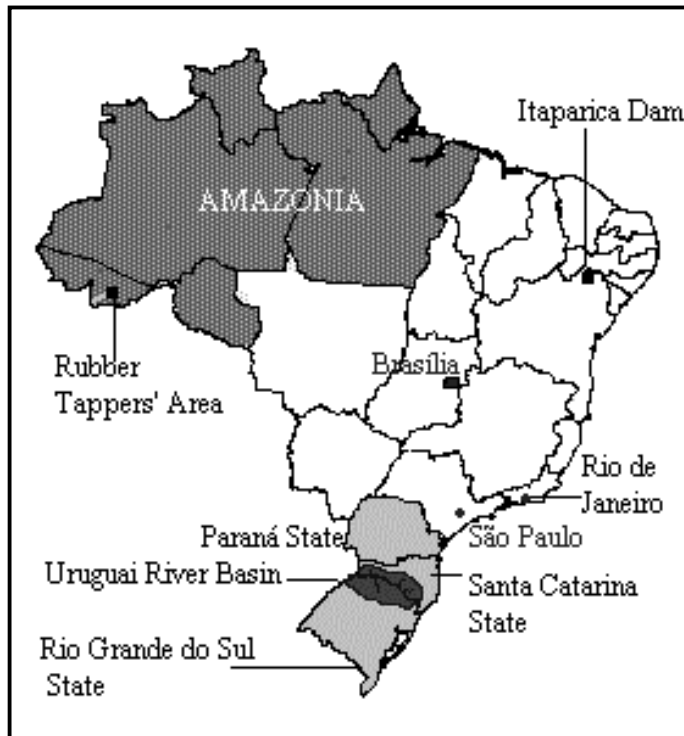 Itaparica Dam
AMAZONIA
Rubber
Tappers' Area
Brasília
Rio de
Janeiro
Paraná State
São Paulo
Uruguai River Basin
Santa Catarina
State
Rio Grande do Sul
State